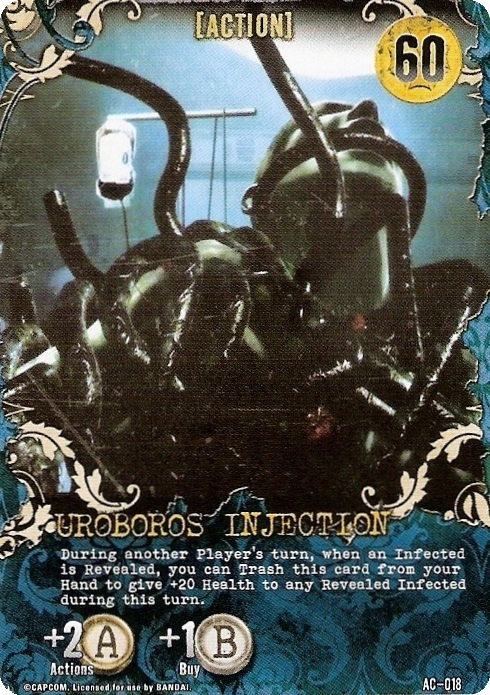 [ACTION]
60
UROBOROS INJECTION
During another Player's turn, when an Infected
is Revealed, you can Trash this card from your
Hand to give +20 Health to any Revealed Infected
during this turn.
+2 A +1 B
Actions Buy
©CAPCOM. Licensed for use by BANDAI. AC-018